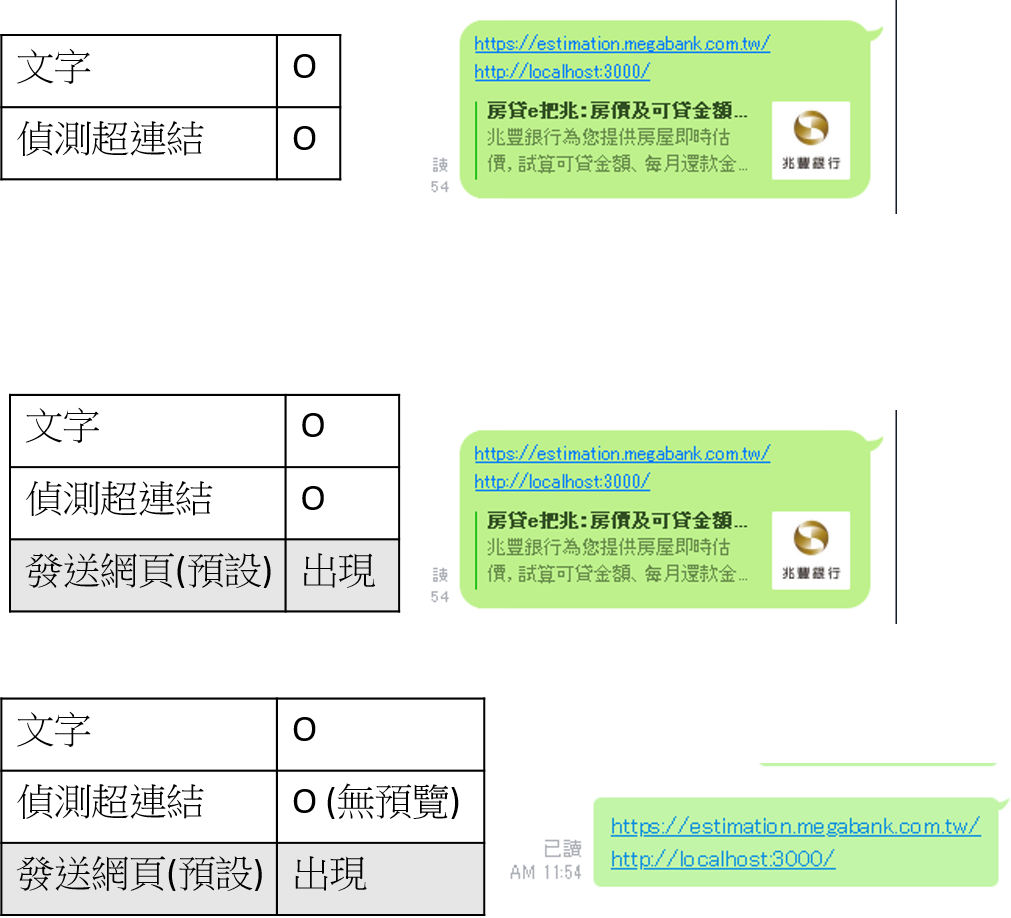 文字 O
偵測超連結 O
https://estimation.megabank.com.tw/
http://localhost:3000/
房貸e把兆：房價及可貸金額...
兆豐銀行為您提供房屋即時估
價，試算可貸金額、每月還款金...
兆豐銀行
讀
54
文字 O
偵測超連結 O
發送網頁(預設) 出現
https://estimation.megabank.com.tw/
http://localhost:3000/
房貸e把兆：房價及可貸金額...
兆豐銀行為您提供房屋即時估
價，試算可貸金額、每月還款金...
兆豐銀行
讀
54
文字 O
偵測超連結 O (無預覽)
發送網頁(預設) 出現
https://estimation.megabank.com.tw/
http://localhost:3000/
已讀
AM 11:54